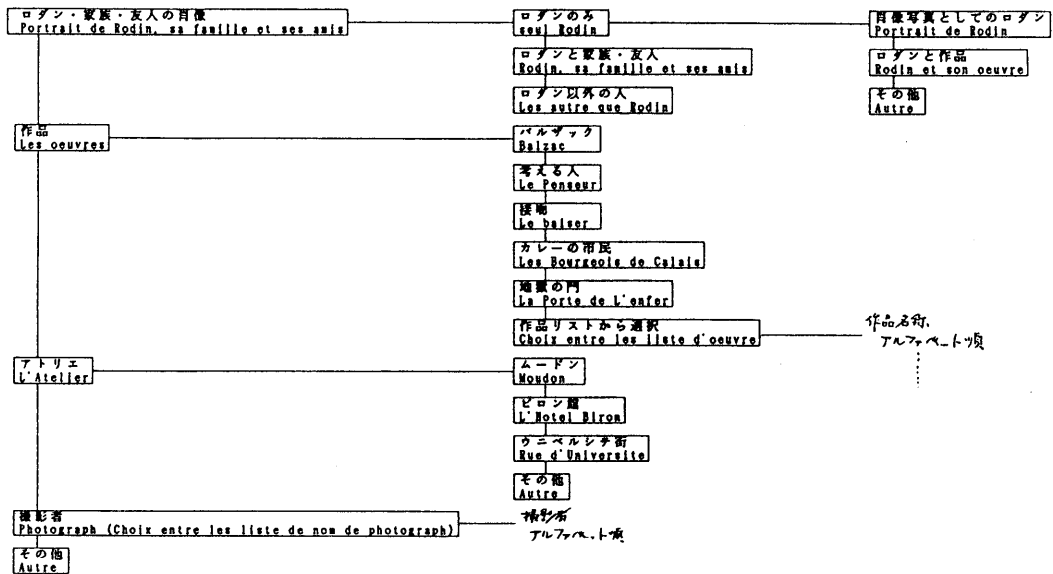 ロダン・家族・友人の肖像
Portrait de Rodin, sa famille et ses amis
ロダンのみ
seul Rodin
肖像写真としてのロダン
Portrait de Rodin
ロダンと家族・友人
Rodin, sa famille et ses amis
ロダンと作品
Rodin et son oeuvre
ロダン以外の人
Les autre que Rodin
その他
Autre
作品
Les oeuvres
バルザック
Balzac
考える人
Le Penseur
接吻
Le baiser
カレーの市民
Les Bourgeois de Calais
地獄の門
La Porte de L'enfer
作品リストから選択
Choix entre les liste d'oeuvre
作品名称、
アルファベット順
アトリエ
L'Atelier
ムードン
Moudon
ビロン館
L'Hotel Biron
ウニベルシテ街
Rue d'Universite
その他
Autre
撮影者
Photograph (Choix entre les liste de nom de photograph)
撮影者
アルファベット順
その他
Autre